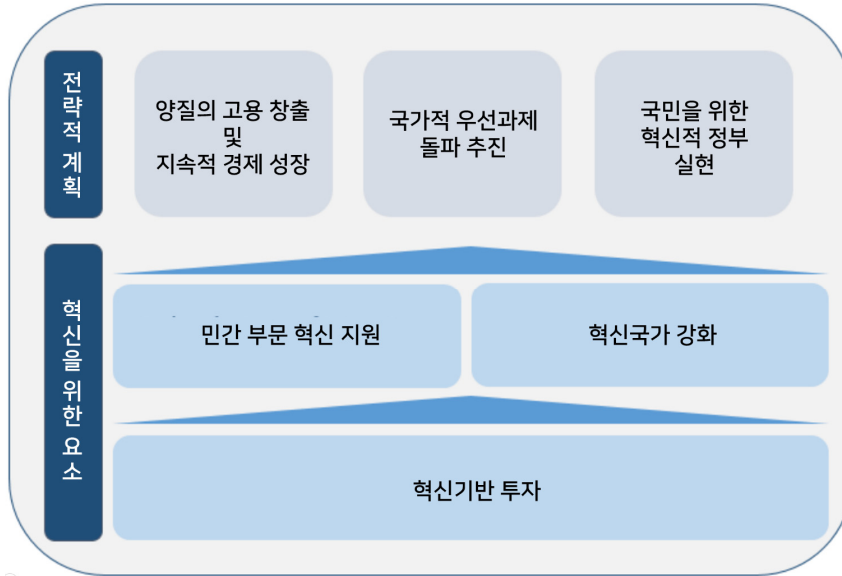 전략적 계획
양질의 고용 창출
및
지속적 경제 성장
국가적 우선과제
돌파 추진
국민을 위한
혁신적 정부
실현
혁신을 위한 요소
민간 부문 혁신 지원
혁신국가 강화
혁신기반 투자